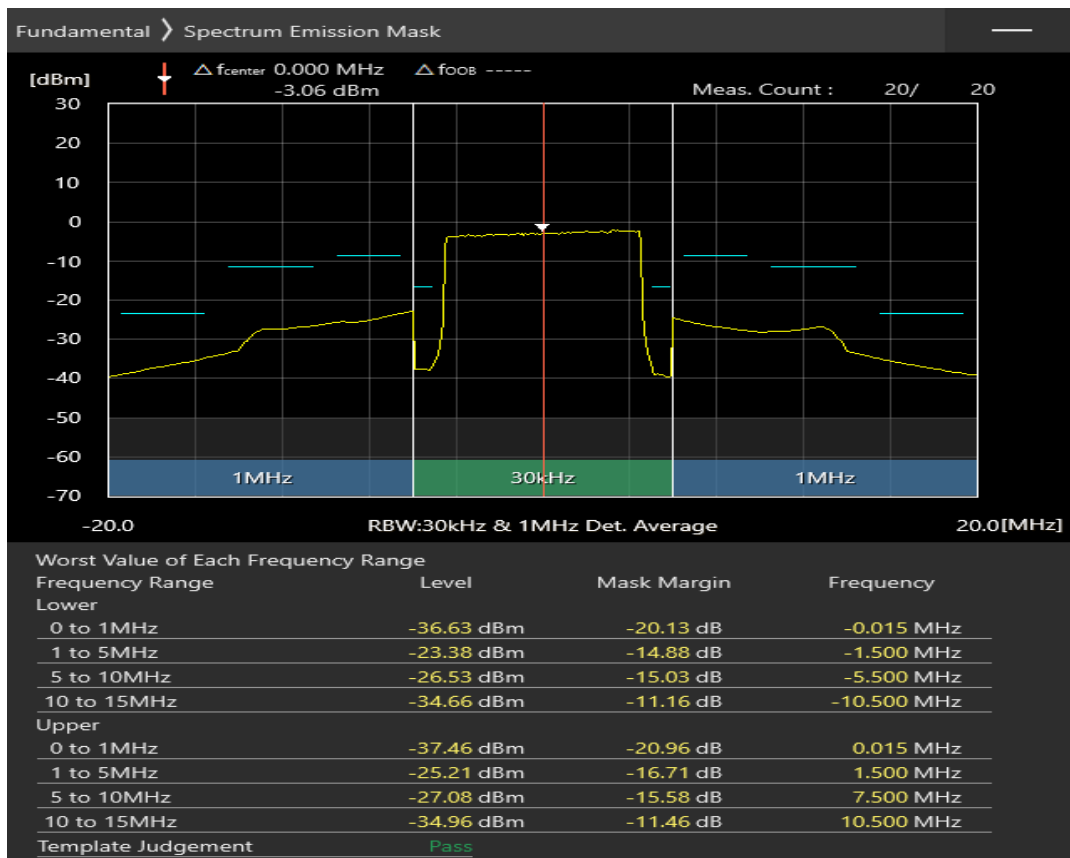 Fundamental ❯ Spectrum Emission Mask
[dBm] △ fcenter 0.000 MHz △ fOOB -----
-3.06 dBm Meas. Count : 20/ 20
30
20
10
0
-10
-20
-30
-40
-50
-60
1MHz 30kHz 1MHz
-70
-20.0 RBW:30kHz & 1MHz Det. Average 20.0[MHz]
Worst Value of Each Frequency Range
Frequency Range Level Mask Margin Frequency
Lower
0 to 1MHz -36.63 dBm -20.13 dB -0.015 MHz
1 to 5MHz -23.38 dBm -14.88 dB -1.500 MHz
5 to 10MHz -26.53 dBm -15.03 dB -5.500 MHz
10 to 15MHz -34.66 dBm -11.16 dB -10.500 MHz
Upper
0 to 1MHz -37.46 dBm -20.96 dB 0.015 MHz
1 to 5MHz -25.21 dBm -16.71 dB 1.500 MHz
5 to 10MHz -27.08 dBm -15.58 dB 7.500 MHz
10 to 15MHz -34.96 dBm -11.46 dB 10.500 MHz
Template Judgement Pass